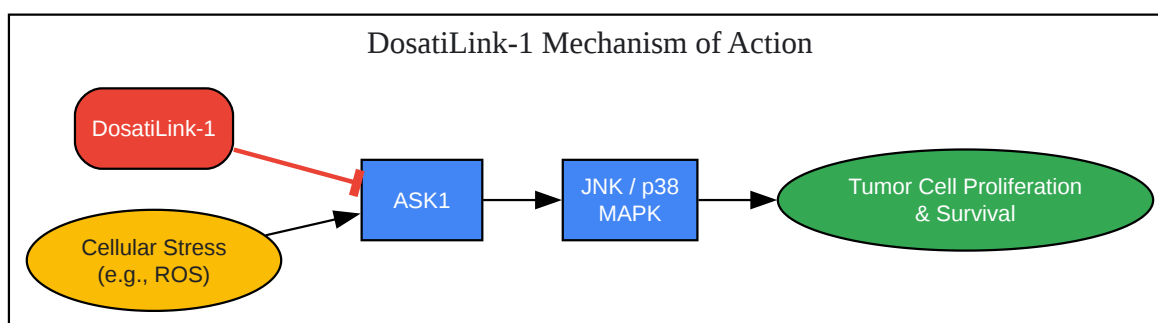 DosatiLink-1 Mechanism of Action
DosatiLink-1
Cellular Stress
(e.g., ROS)
ASK1
JNK / p38
MAPK
Tumor Cell Proliferation
& Survival